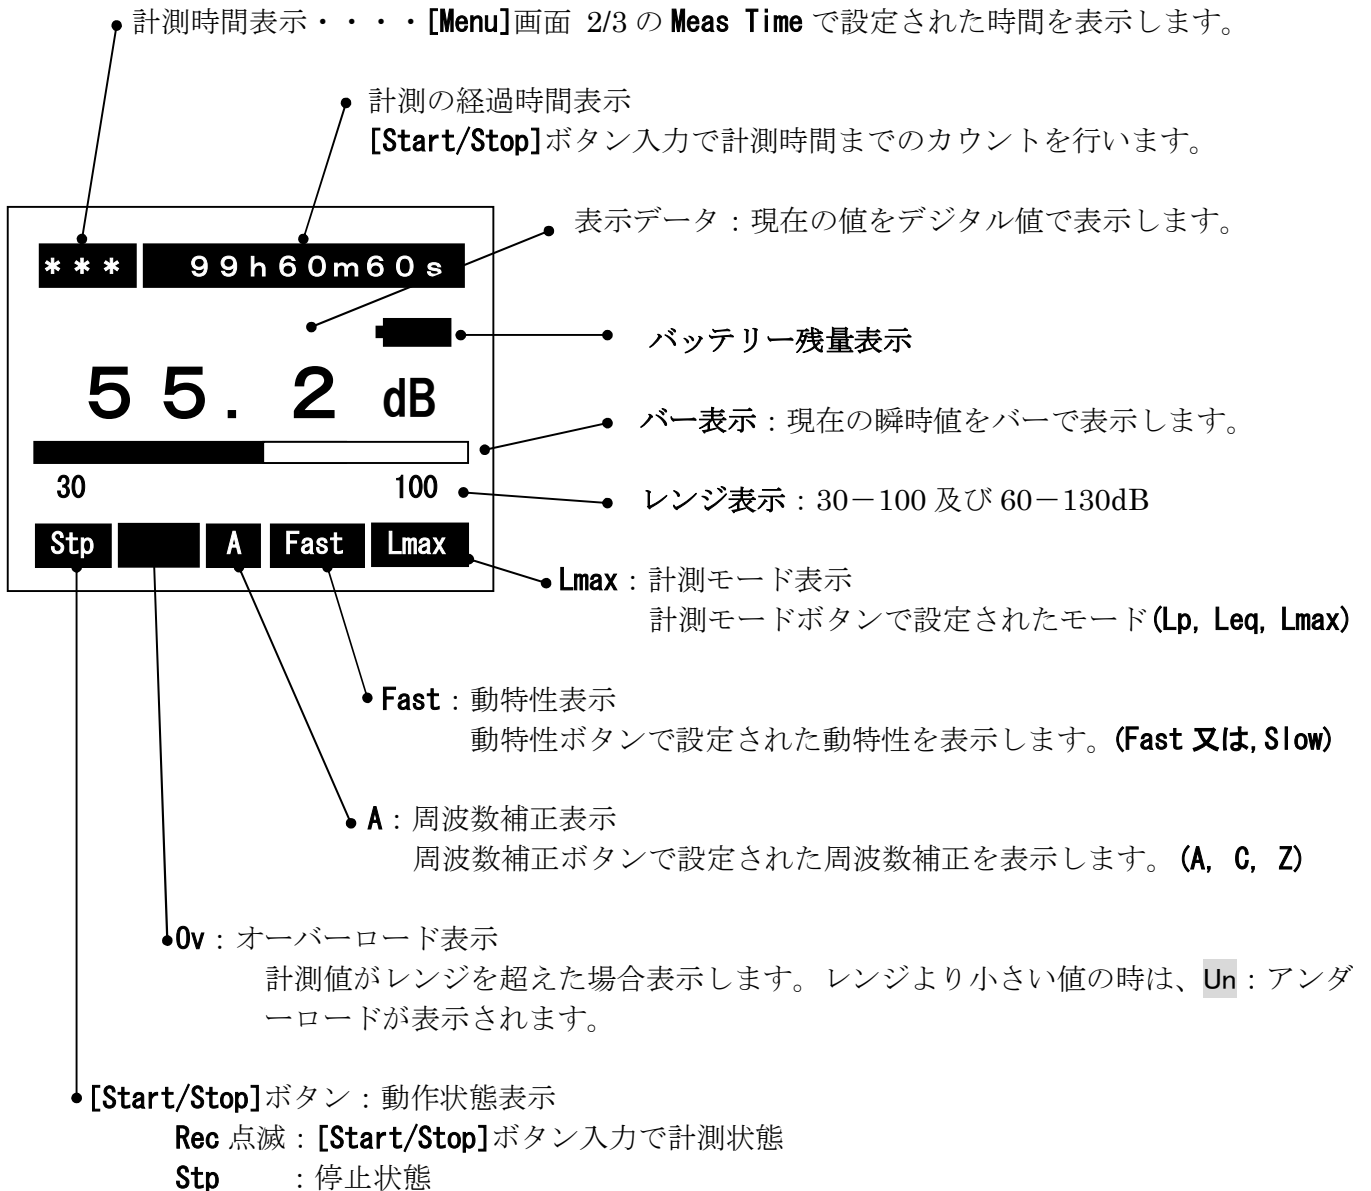 計測時間表示・・・・[Menu]画面 2/3 の Meas Time で設定された時間を表示します。
計測の経過時間表示
[Start/Stop]ボタン入力で計測時間までのカウントを行います。
表示データ：現在の値をデジタル値で表示します。
＊＊＊ ９９ｈ６０ｍ６０ｓ
バッテリー残量表示
５５．２ dB
バー表示：現在の瞬時値をバーで表示します。
30 100
レンジ表示：30－100 及び 60－130dB
Stp A Fast Lmax
Lmax：計測モード表示
計測モードボタンで設定されたモード(Lp, Leq, Lmax)
Fast：動特性表示
動特性ボタンで設定された動特性を表示します。(Fast 又は,Slow)
A：周波数補正表示
周波数補正ボタンで設定された周波数補正を表示します。(A, C, Z)
Ov：オーバーロード表示
計測値がレンジを超えた場合表示します。レンジより小さい値の時は、Un：アンダ
ーロードが表示されます。
[Start/Stop]ボタン：動作状態表示
Rec 点滅：[Start/Stop]ボタン入力で計測状態
Stp ：停止状態